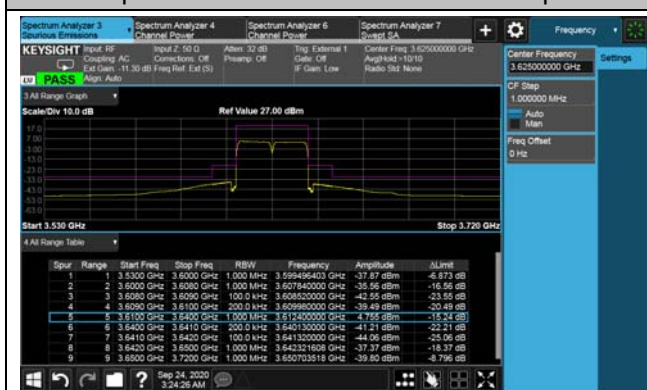 Spectrum Analyzer 3
Spurious Emissions
Spectrum Analyzer 4
Channel Power
Spectrum Analyzer 6
Channel Power
Spectrum Analyzer 7
Swept SA
Frequency
KEYSIGHT
Input: RF
Coupling: AC
Ext Gain: -11.30 dB
Align: Auto
Input Z: 50 Ω
Corrections: Off
Freq Ref: Ext (S)
Atten: 32 dB
Preamp: Off
Trig: External 1
Gate: Off
IF Gain: Low
Center Freq: 3.625000000 GHz
Avg|Hold:>10/10
Radio Std: None
PASS
3 All Range Graph
Scale/Div 10.0 dB
Ref Value 27.00 dBm
17.0
7.00
-3.00
-13.0
-23.0
-33.0
-43.0
-53.0
-63.0
Start 3.530 GHz
Stop 3.720 GHz
4 All Range Table
Spur Range Start Freq Stop Freq RBW Frequency Amplitude ΔLimit
1 1 3.5300 GHz 3.6000 GHz 1.000 MHz 3.599496403 GHz -37.87 dBm -6.873 dB
2 2 3.6000 GHz 3.6080 GHz 1.000 MHz 3.607840000 GHz -35.56 dBm -16.56 dB
3 3 3.6080 GHz 3.6090 GHz 100.0 kHz 3.608520000 GHz -42.55 dBm -23.55 dB
4 4 3.6090 GHz 3.6100 GHz 200.0 kHz 3.609980000 GHz -39.49 dBm -20.49 dB
5 5 3.6100 GHz 3.6400 GHz 1.000 MHz 3.612400000 GHz 4.755 dBm -15.24 dB
6 6 3.6400 GHz 3.6410 GHz 200.0 kHz 3.640130000 GHz -41.21 dBm -22.21 dB
7 7 3.6410 GHz 3.6420 GHz 100.0 kHz 3.641320000 GHz -44.06 dBm -25.06 dB
8 8 3.6420 GHz 3.6500 GHz 1.000 MHz 3.642321608 GHz -37.37 dBm -18.37 dB
9 9 3.6500 GHz 3.7200 GHz 1.000 MHz 3.650703518 GHz -39.80 dBm -8.796 dB
Center Frequency
3.625000000 GHz
Settings
CF Step
1.000000 MHz
Auto
Man
Freq Offset
0 Hz
Sep 24, 2020
3:24:26 AM